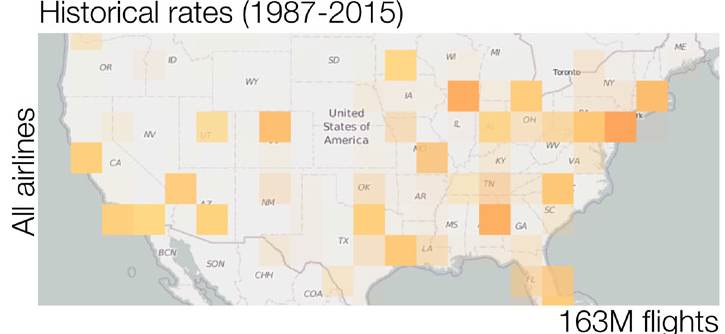 Historical rates (1987-2015)
All airlines
ME
OR
ID
SD
WI
MI
Toronto
WY
NY
IA
NV
UT
United
States of
America
IL
OH
CA
WV
KY
VA
OK
TN
NM
AR
SC
MS
GA
TX
LA
BCN
SON
CHH
COA
FL
163M flights